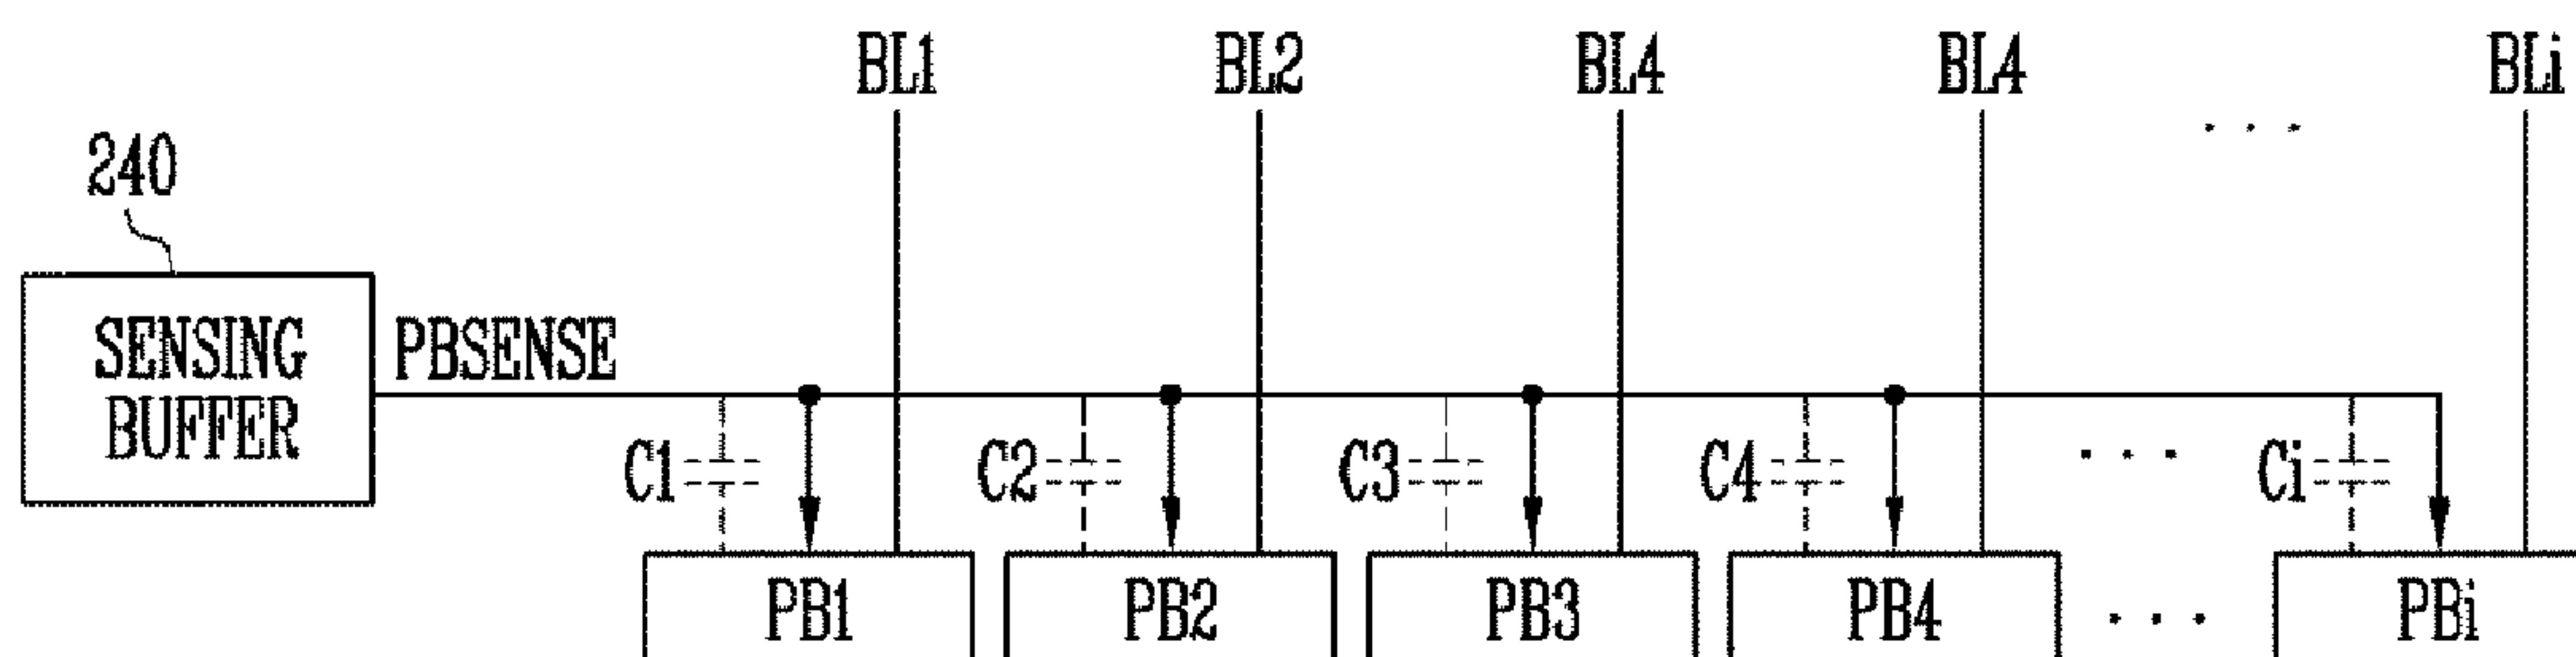 BL1 BL2 BL4 BL4 BLi
. . .
240
SENSING
BUFFER
PBSENSE
C1 C2 C3 C4 . . . Ci
PB1 PB2 PB3 PB4 . . . PBi